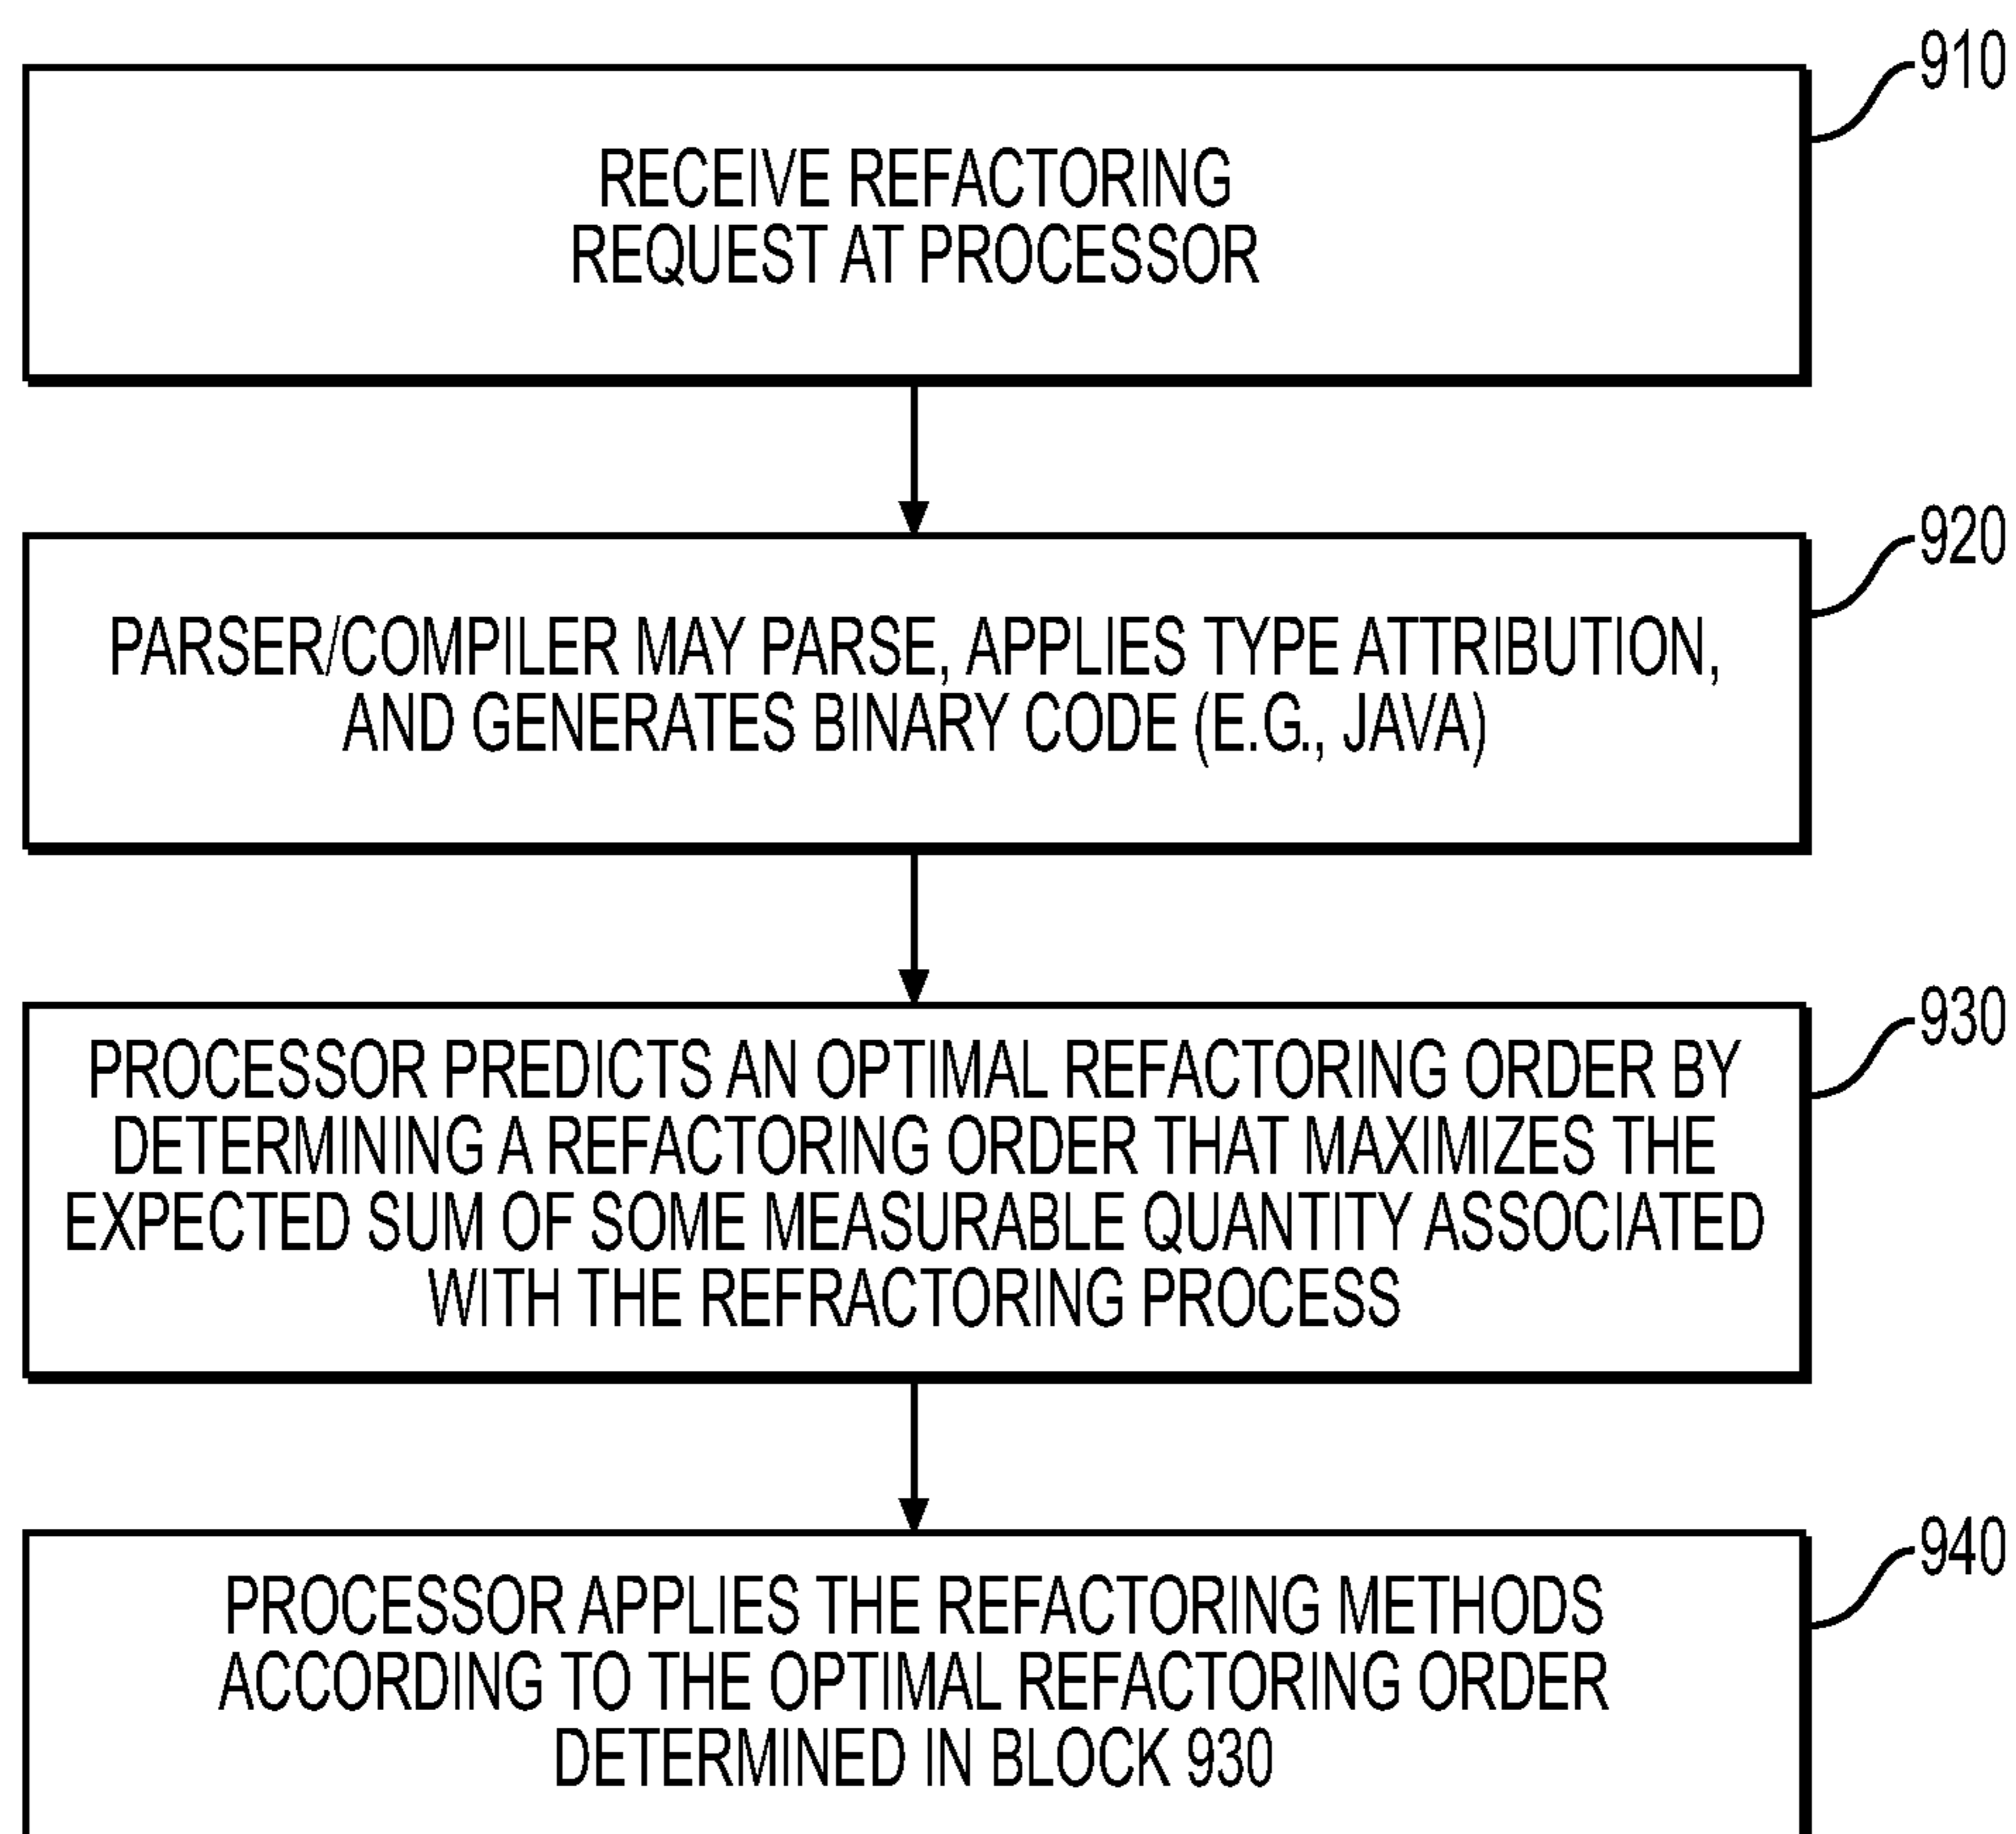 910
RECEIVE REFACTORING
REQUEST AT PROCESSOR
920
PARSER/COMPILER MAY PARSE, APPLIES TYPE ATTRIBUTION,
AND GENERATES BINARY CODE (E.G., JAVA)
930
PROCESSOR PREDICTS AN OPTIMAL REFACTORING ORDER BY
DETERMINING A REFACTORING ORDER THAT MAXIMIZES THE
EXPECTED SUM OF SOME MEASURABLE QUANTITY ASSOCIATED
WITH THE REFRACTORING PROCESS
940
PROCESSOR APPLIES THE REFACTORING METHODS
ACCORDING TO THE OPTIMAL REFACTORING ORDER
DETERMINED IN BLOCK 930